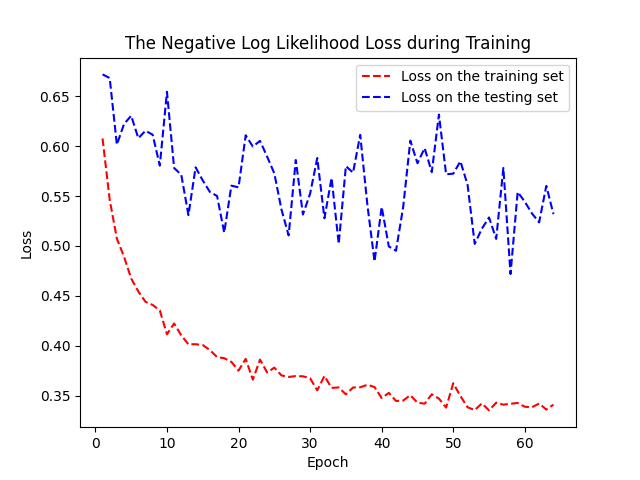 The Negative Log Likelihood Loss during Training
Loss on the training set
Loss on the testing set
0.65
0.60
0.55
0.50
0.45
0.40
0.35
Loss
0
10
20
30
40
50
60
Epoch